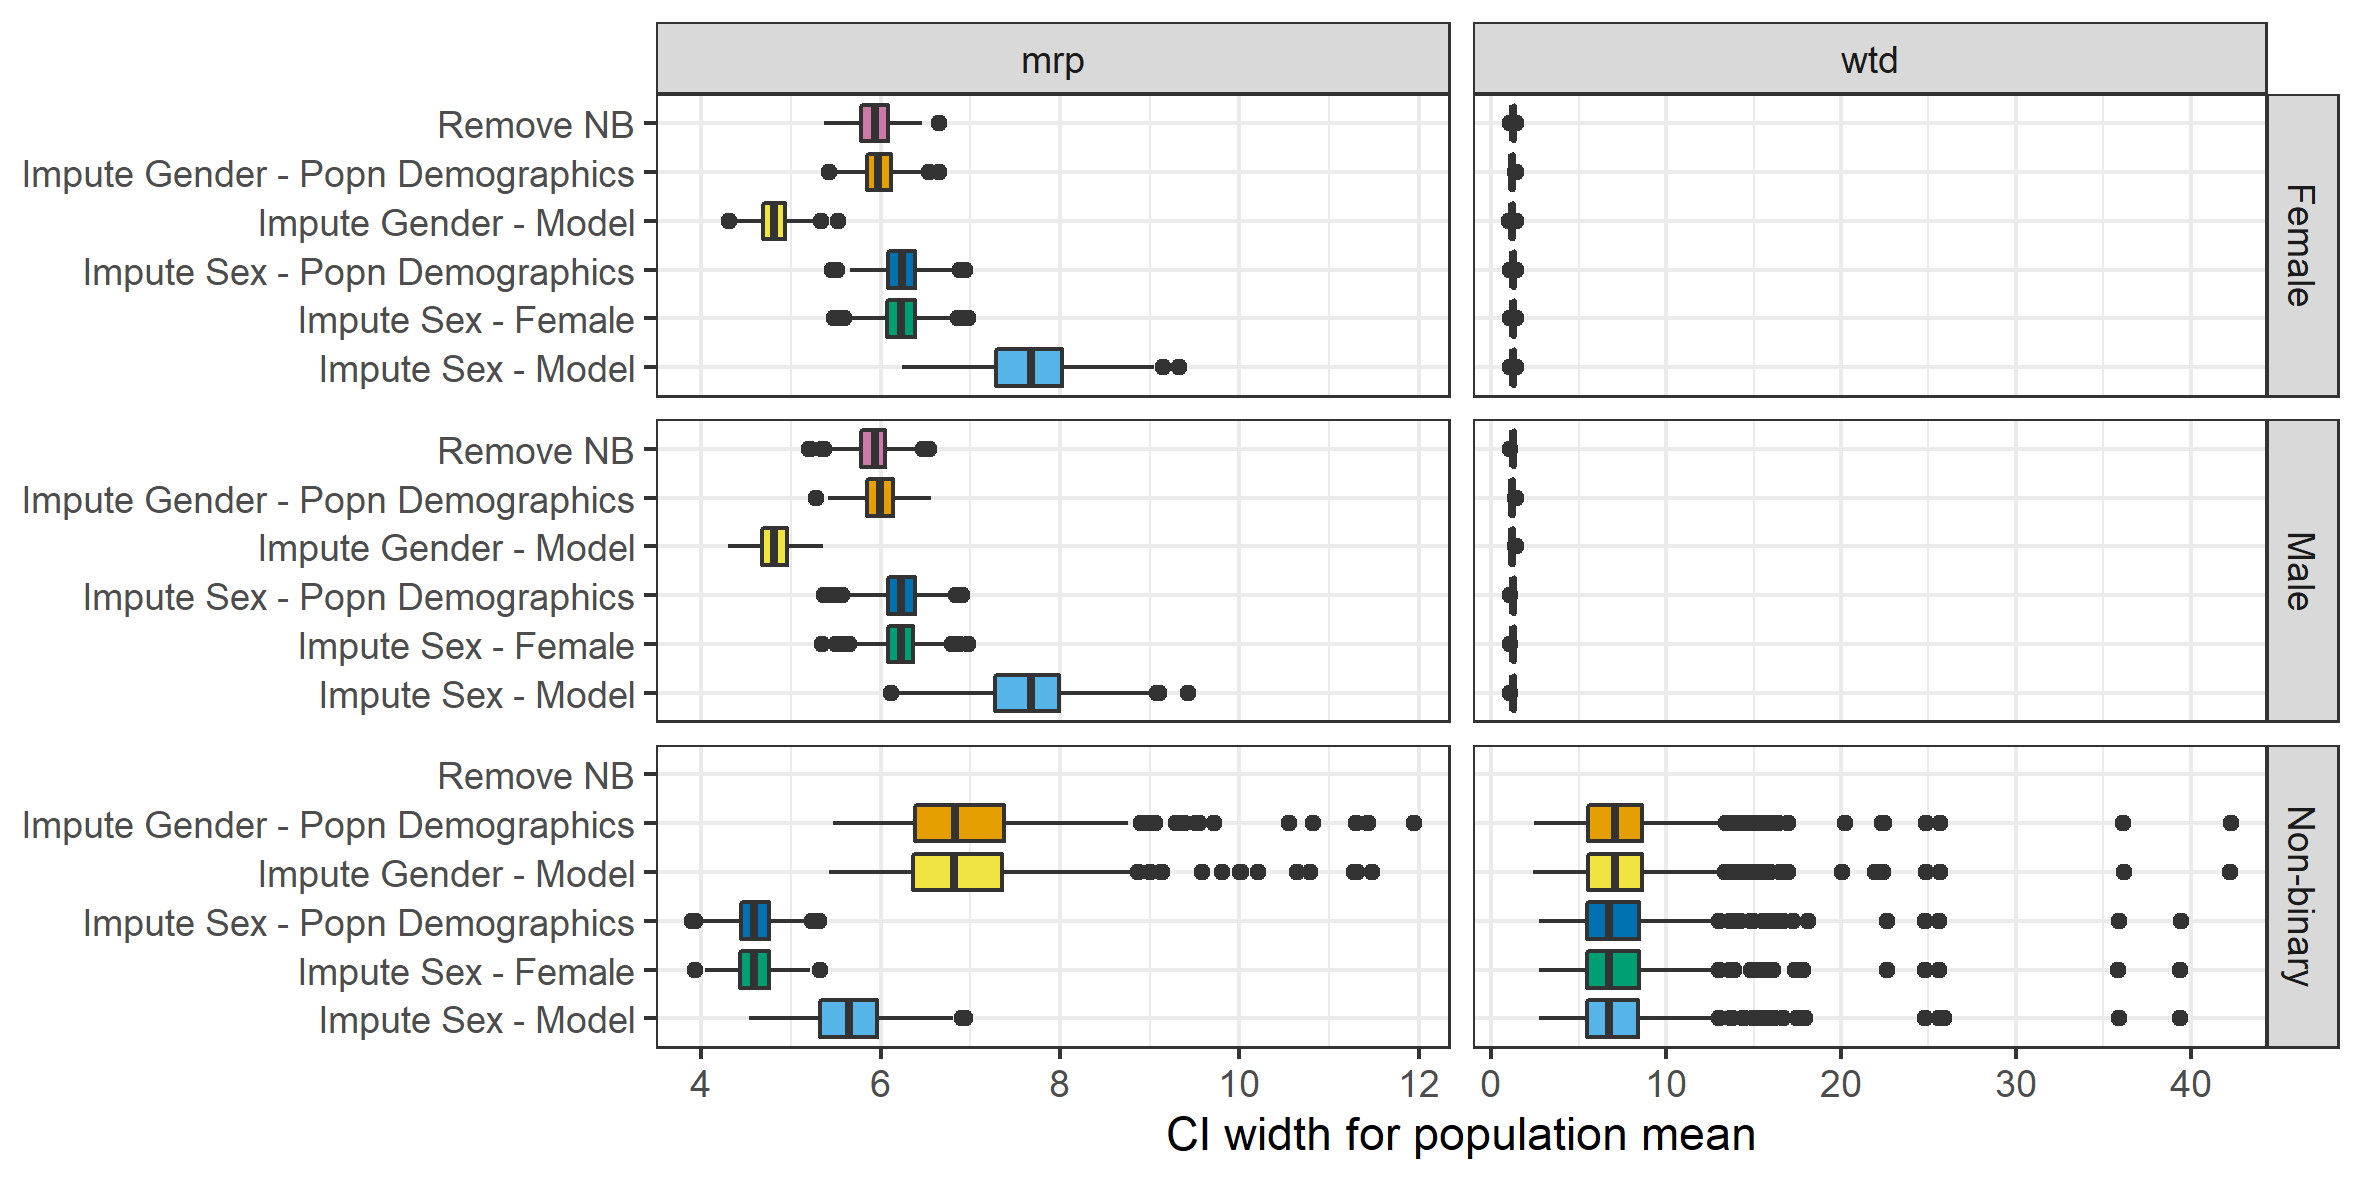 mrp
wtd
Remove NB
Impute Gender - Popn Demographics
Impute Gender - Model
Impute Sex - Popn Demographics
Impute Sex - Female
Impute Sex - Model
Female
Remove NB
Impute Gender - Popn Demographics
Impute Gender - Model
Impute Sex - Popn Demographics
Impute Sex - Female
Impute Sex - Model
Male
Remove NB
Impute Gender - Popn Demographics
Impute Gender - Model
Impute Sex - Popn Demographics
Impute Sex - Female
Impute Sex - Model
Non-binary
4 6 8 10 12
0 10 20 30 40
CI width for population mean